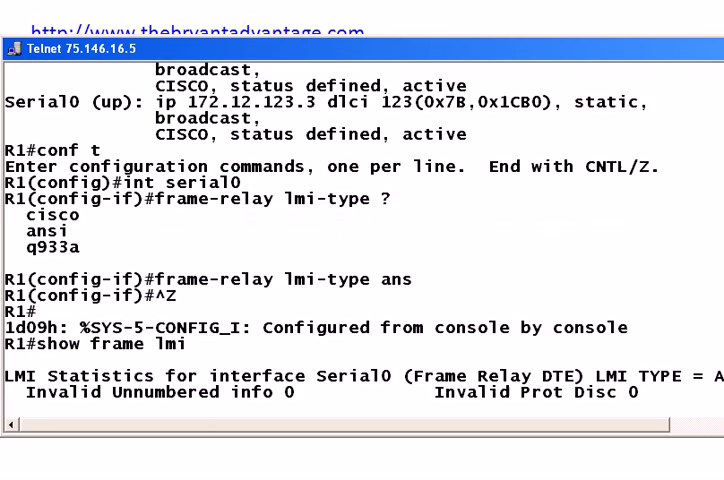 http://www.thebryantadvantage.com
Telnet 75.146.16.5
broadcast,
CISCO, status defined, active
Serial0 (up): ip 172.12.123.3 dlci 123(0x7B,0x1CB0), static,
broadcast,
CISCO, status defined, active
R1#conf t
Enter configuration commands, one per line.  End with CNTL/Z.
R1(config)#int serial0
R1(config-if)#frame-relay lmi-type ?
cisco
ansi
q933a
R1(config-if)#frame-relay lmi-type ans
R1(config-if)#^Z
R1#
1d09h: %SYS-5-CONFIG_I: Configured from console by console
R1#show frame lmi
LMI Statistics for interface Serial0 (Frame Relay DTE) LMI TYPE = A
Invalid Unnumbered info 0 Invalid Prot Disc 0